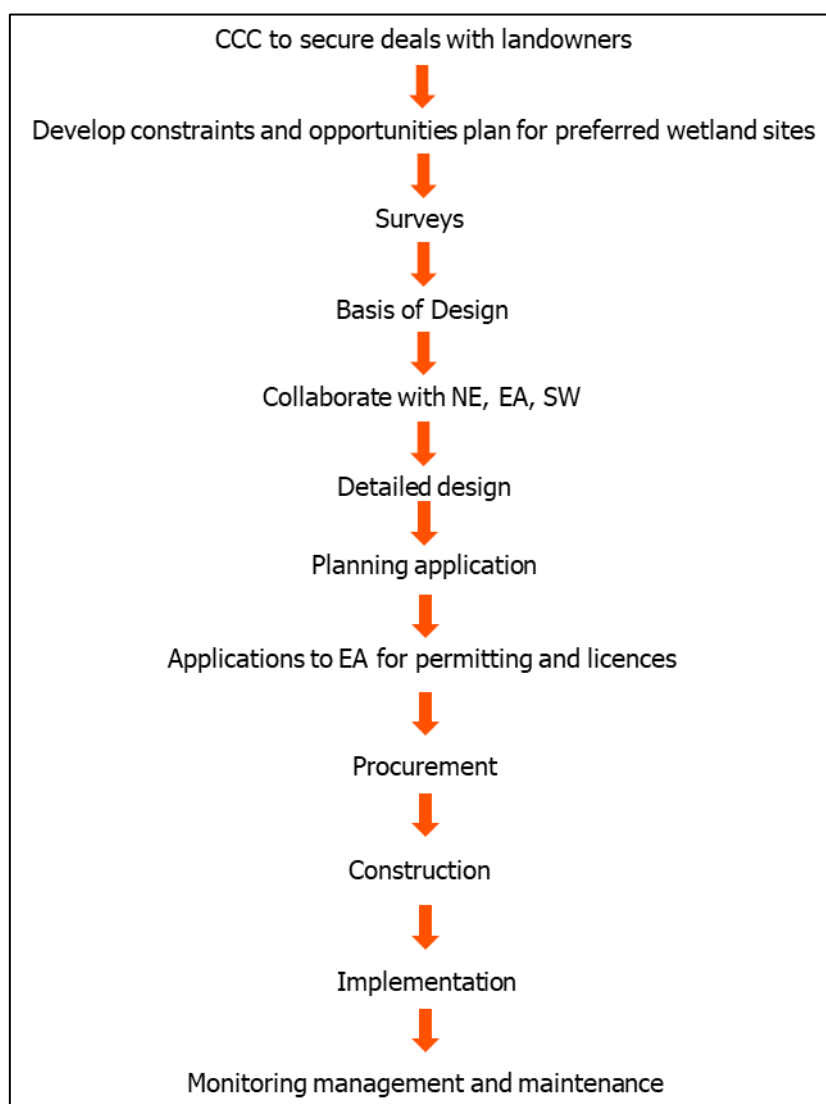 CCC to secure deals with landowners
Develop constraints and opportunities plan for preferred wetland sites
Surveys
Basis of Design
Collaborate with NE, EA, SW
Detailed design
Planning application
Applications to EA for permitting and licences
Procurement
Construction
Implementation
Monitoring management and maintenance